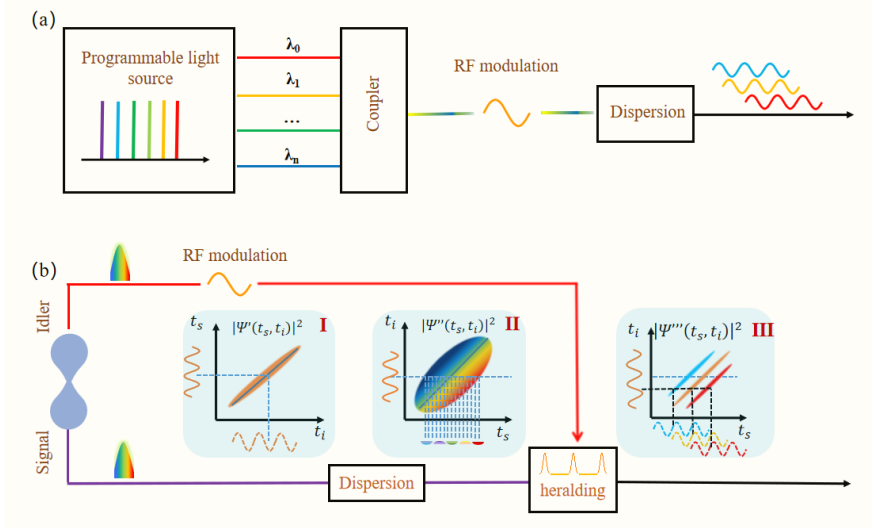 (a)
Programmable light
source
λ₀
λ₁
...
λₙ
Coupler
RF modulation
Dispersion
(b)
RF modulation
Idler
Signal
tₛ
|Ψ'(tₛ, tᵢ)|² I
tᵢ
tᵢ
|Ψ''(tₛ, tᵢ)|² II
tₛ
tᵢ
|Ψ'''(tₛ, tᵢ)|² III
tₛ
Dispersion
heralding